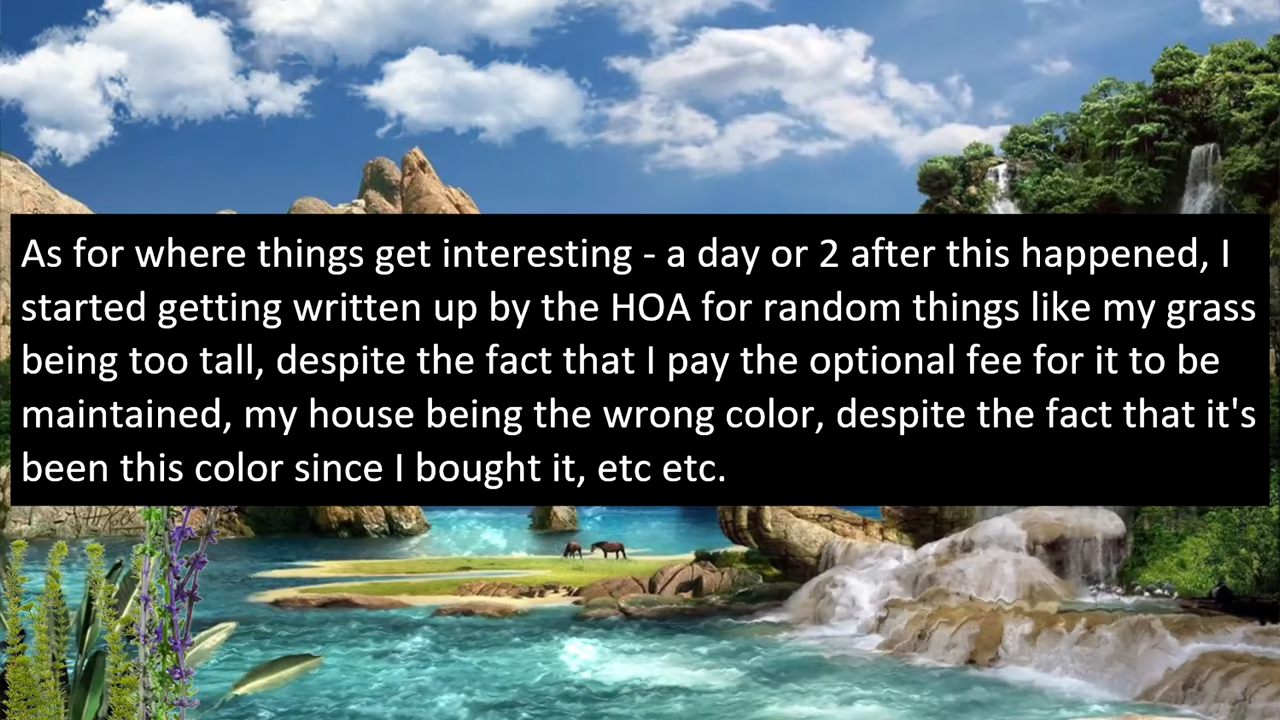 As for where things get interesting - a day or 2 after this happened, I
started getting written up by the HOA for random things like my grass
being too tall, despite the fact that I pay the optional fee for it to be
maintained, my house being the wrong color, despite the fact that it's
been this color since I bought it, etc etc.